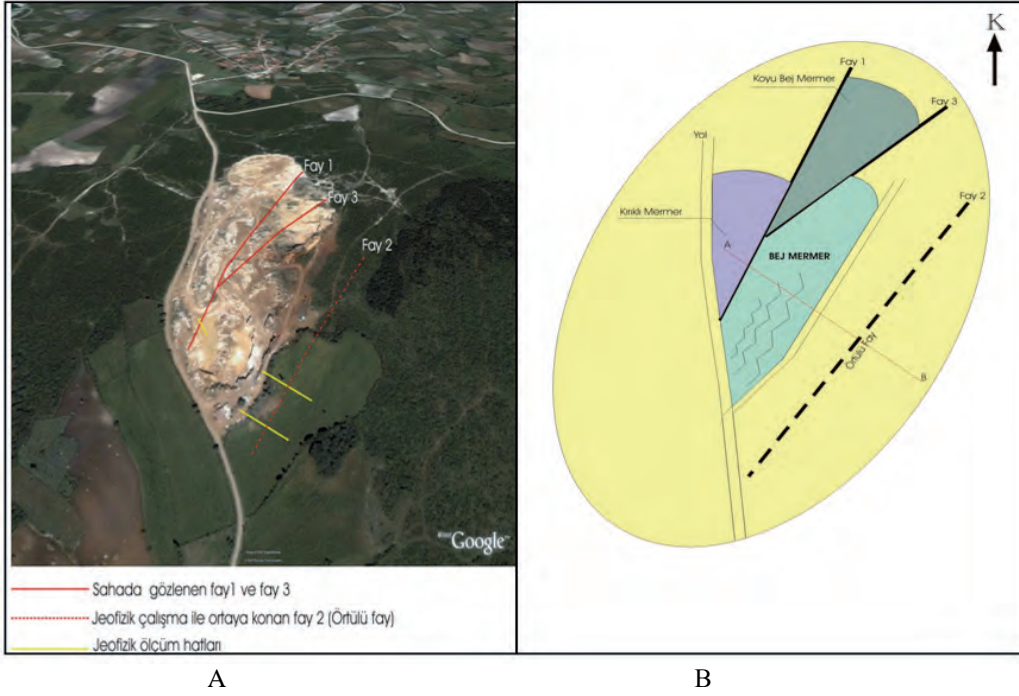 Fay 1
Fay 3
Fay 2
Google
Sahada gözlenen fay1 ve fay 3
Jeofizik çalışma ile ortaya konan fay 2 (Örtülü fay)
Jeofizik ölçüm hatları
A
K
Fay 1
Koyu Bej Mermer
Fay 3
Yol
Fay 2
Kırıklı Mermer
A
BEJ MERMER
Örtülü Fay
B
B